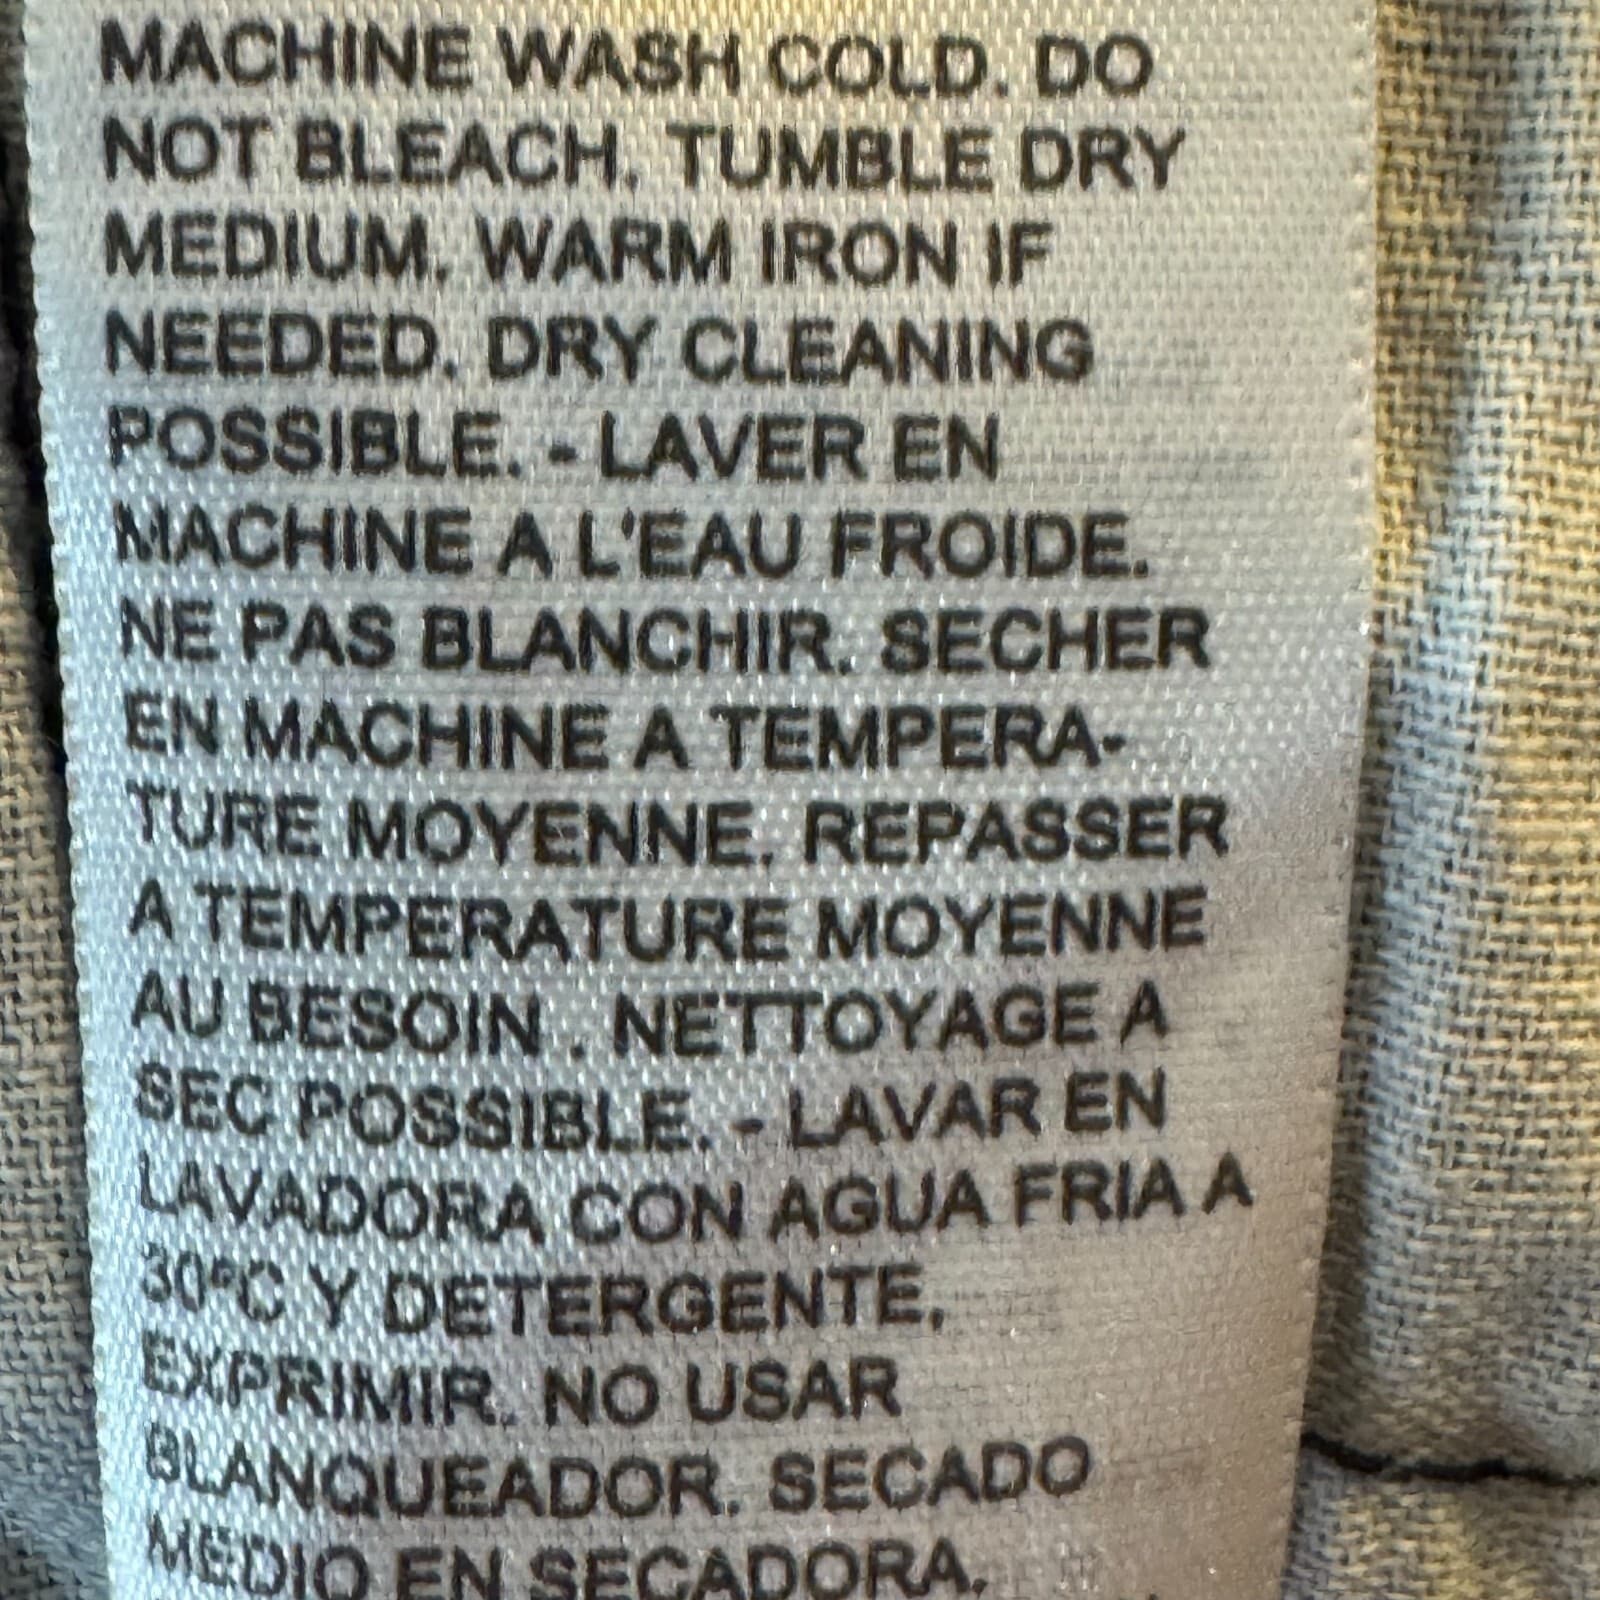 MACHINE WASH COLD. DO
NOT BLEACH. TUMBLE DRY
MEDIUM. WARM IRON IF
NEEDED. DRY CLEANING
POSSIBLE. - LAVER EN
MACHINE A L'EAU FROIDE.
NE PAS BLANCHIR. SECHER
EN MACHINE A TEMPERA-
TURE MOYENNE. REPASSER
A TEMPERATURE MOYENNE
AU BESOIN . NETTOYAGE A
SEC POSSIBLE. - LAVAR EN
LAVADORA CON AGUA FRIA A
30ºC Y DETERGENTE.
EXPRIMIR. NO USAR
BLANQUEADOR. SECADO
MEDIO EN SECADORA.